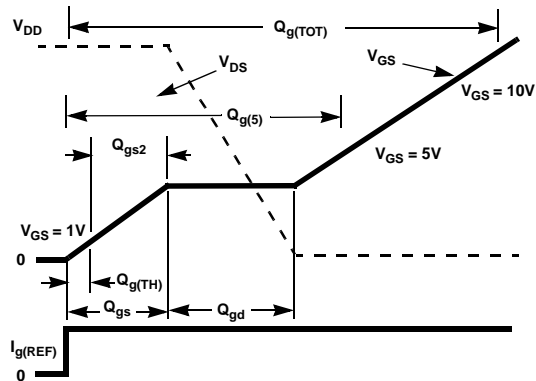 V_DD
Q_g(TOT)
V_DS
V_GS
V_GS = 10V
Q_g(5)
Q_gs2
V_GS = 5V
V_GS = 1V
0
Q_g(TH)
Q_gs
Q_gd
I_g(REF)
0